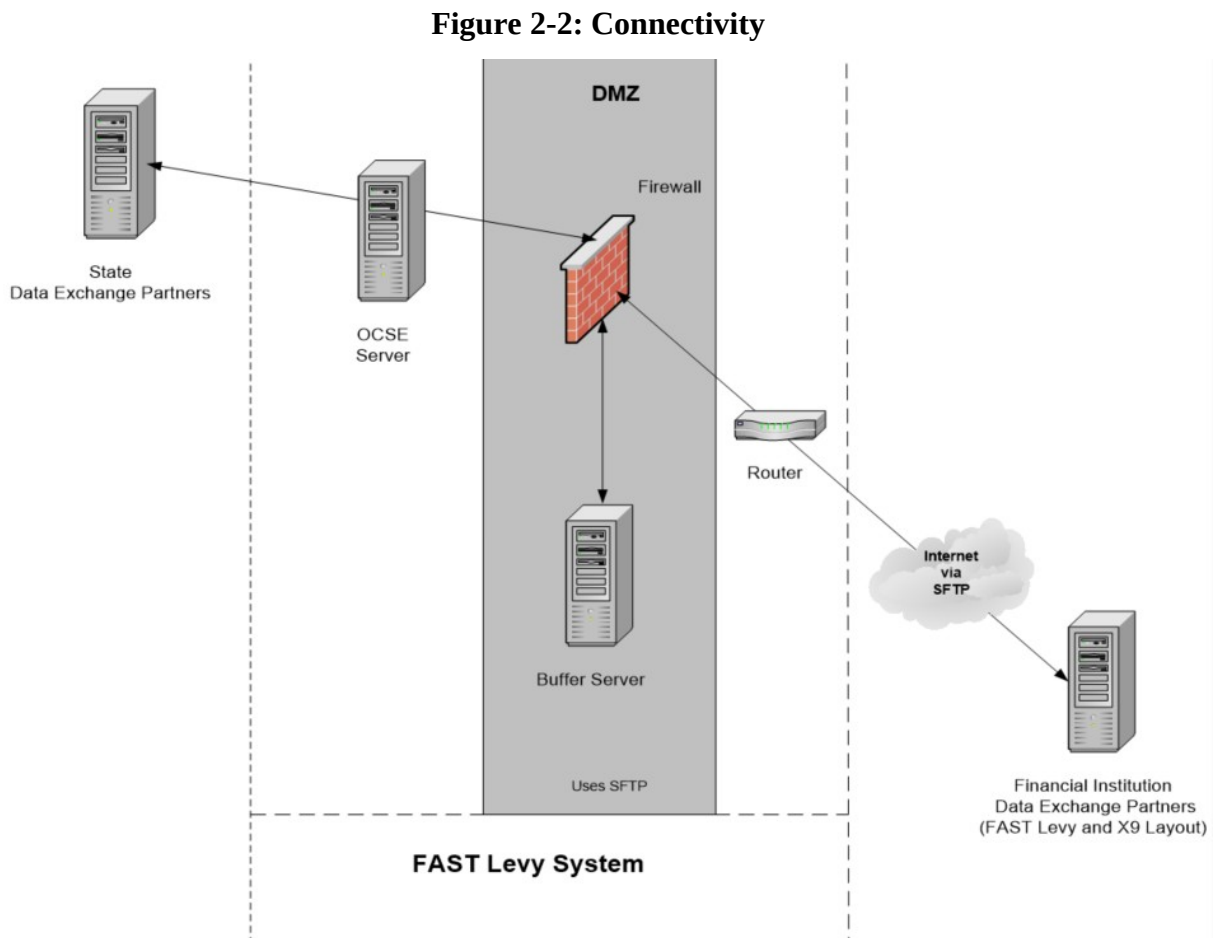 Figure 2-2: Connectivity
DMZ
Firewall
State
Data Exchange Partners
OCSE
Server
Router
Internet
via
SFTP
Buffer Server
Uses SFTP
Financial Institution
Data Exchange Partners
(FAST Levy and X9 Layout)
FAST Levy System